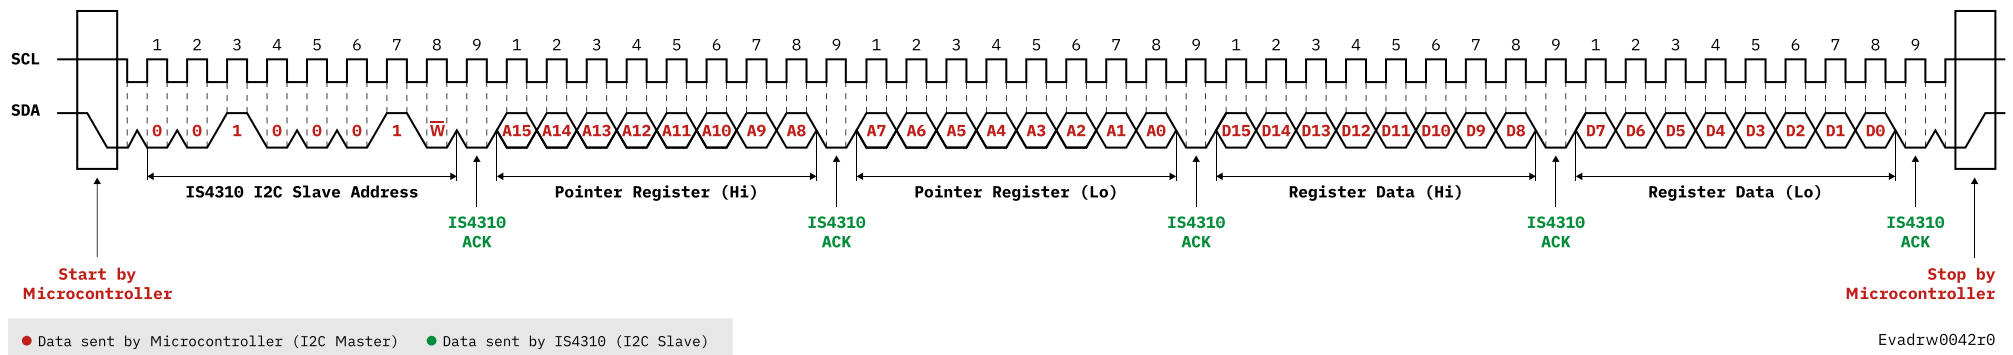 1 2 3 4 5 6 7 8 9 1 2 3 4 5 6 7 8 9 1 2 3 4 5 6 7 8 9 1 2 3 4 5 6 7 8 9 1 2 3 4 5 6 7 8 9
SCL
SDA
0 0 1 0 0 0 1 W̅ A15 A14 A13 A12 A11 A10 A9 A8 A7 A6 A5 A4 A3 A2 A1 A0 D15 D14 D13 D12 D11 D10 D9 D8 D7 D6 D5 D4 D3 D2 D1 D0
IS4310 I2C Slave Address Pointer Register (Hi) Pointer Register (Lo) Register Data (Hi) Register Data (Lo)
IS4310 IS4310 IS4310 IS4310 IS4310
ACK ACK ACK ACK ACK
Start by Stop by
Microcontroller Microcontroller
Data sent by Microcontroller (I2C Master) Data sent by IS4310 (I2C Slave) Evadrw0042r0